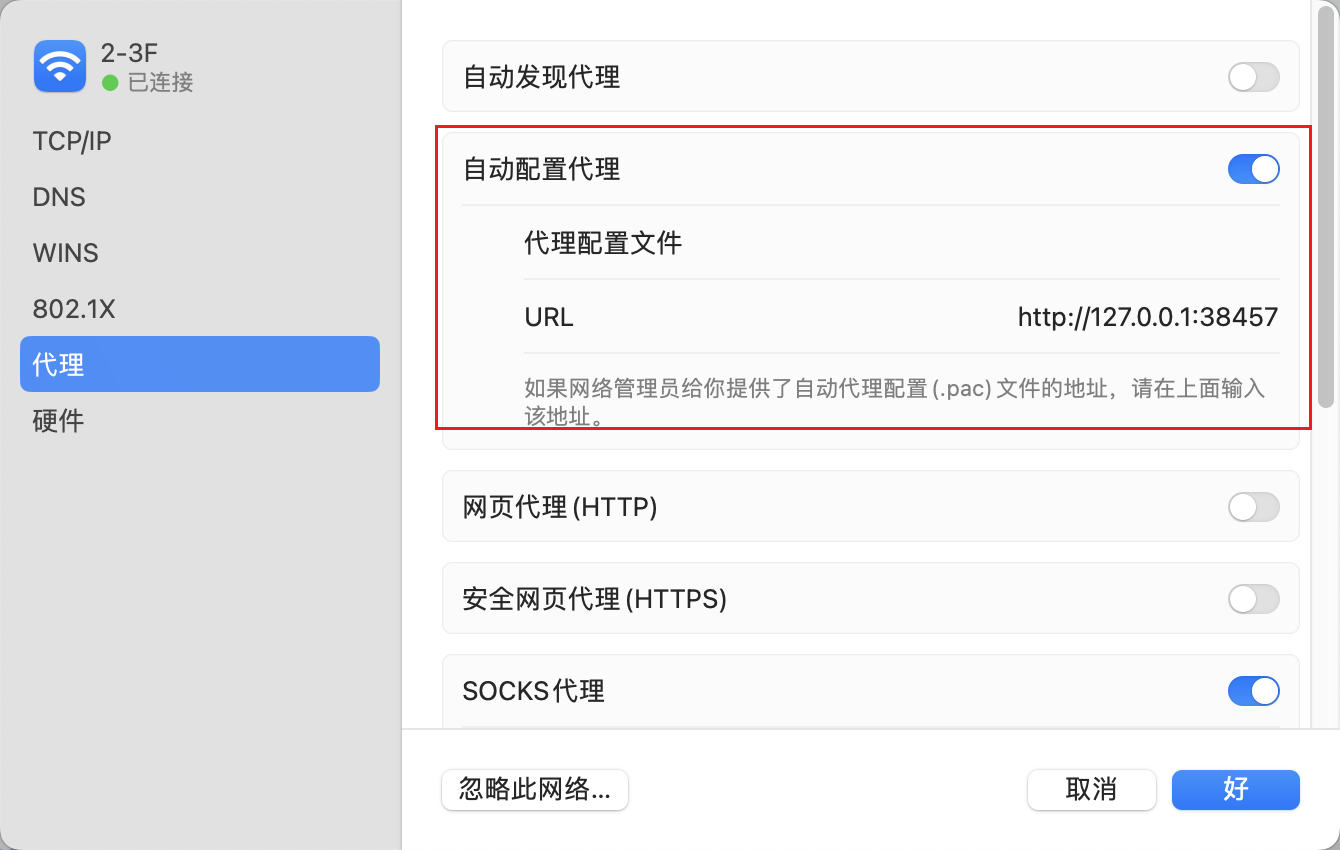 2-3F
已连接
TCP/IP
DNS
WINS
802.1X
代理
硬件
自动发现代理
自动配置代理
代理配置文件
URL http://127.0.0.1:38457
如果网络管理员给你提供了自动代理配置(.pac)文件的地址，请在上面输入
该地址。
网页代理(HTTP)
安全网页代理(HTTPS)
SOCKS代理
忽略此网络...
取消
好